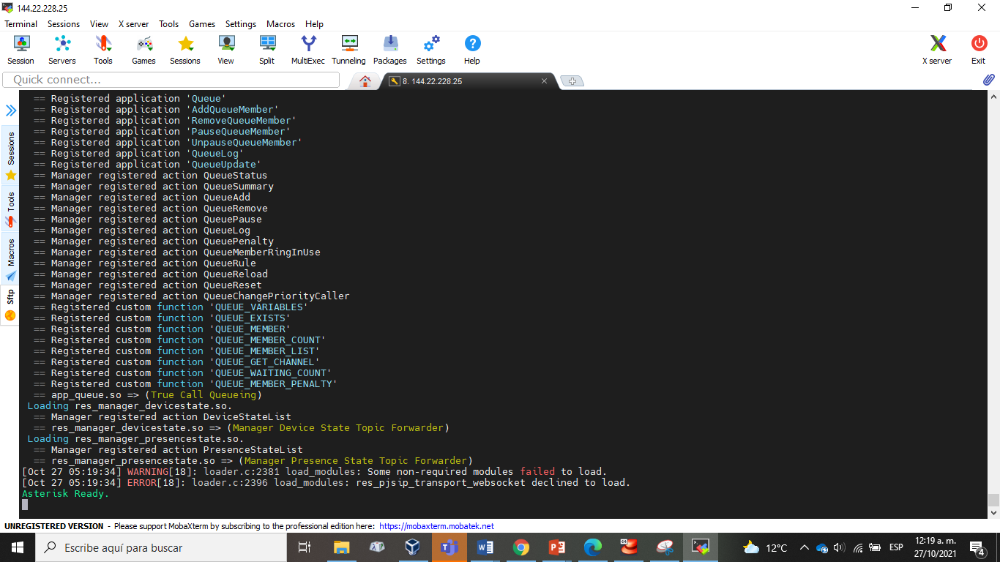 144.22.228.25
Terminal Sessions View X server Tools Games Settings Macros Help
Session Servers Tools Games Sessions View Split MultiExec Tunneling Packages Settings Help X server Exit
Quick connect...
8. 144.22.228.25
Sessions
Tools
Macros
Sftp
== Registered application 'Queue'
== Registered application 'AddQueueMember'
== Registered application 'RemoveQueueMember'
== Registered application 'PauseQueueMember'
== Registered application 'UnpauseQueueMember'
== Registered application 'QueueLog'
== Registered application 'QueueUpdate'
== Manager registered action QueueStatus
== Manager registered action QueueSummary
== Manager registered action QueueAdd
== Manager registered action QueueRemove
== Manager registered action QueuePause
== Manager registered action QueueLog
== Manager registered action QueuePenalty
== Manager registered action QueueMemberRingInUse
== Manager registered action QueueRule
== Manager registered action QueueReload
== Manager registered action QueueReset
== Manager registered action QueueChangePriorityCaller
== Registered custom function 'QUEUE_VARIABLES'
== Registered custom function 'QUEUE_EXISTS'
== Registered custom function 'QUEUE_MEMBER'
== Registered custom function 'QUEUE_MEMBER_COUNT'
== Registered custom function 'QUEUE_MEMBER_LIST'
== Registered custom function 'QUEUE_GET_CHANNEL'
== Registered custom function 'QUEUE_WAITING_COUNT'
== Registered custom function 'QUEUE_MEMBER_PENALTY'
== app_queue.so => (True Call Queueing)
Loading res_manager_devicestate.so.
== Manager registered action DeviceStateList
== res_manager_devicestate.so => (Manager Device State Topic Forwarder)
Loading res_manager_presencestate.so.
== Manager registered action PresenceStateList
== res_manager_presencestate.so => (Manager Presence State Topic Forwarder)
[Oct 27 05:19:34] WARNING[18]: loader.c:2381 load_modules: Some non-required modules failed to load.
[Oct 27 05:19:34] ERROR[18]: loader.c:2396 load_modules: res_pjsip_transport_websocket declined to load.
Asterisk Ready.
UNREGISTERED VERSION - Please support MobaXterm by subscribing to the professional edition here: https://mobaxterm.mobatek.net
Escribe aquí para buscar
12°C
ESP
12:19 a. m.
27/10/2021
4